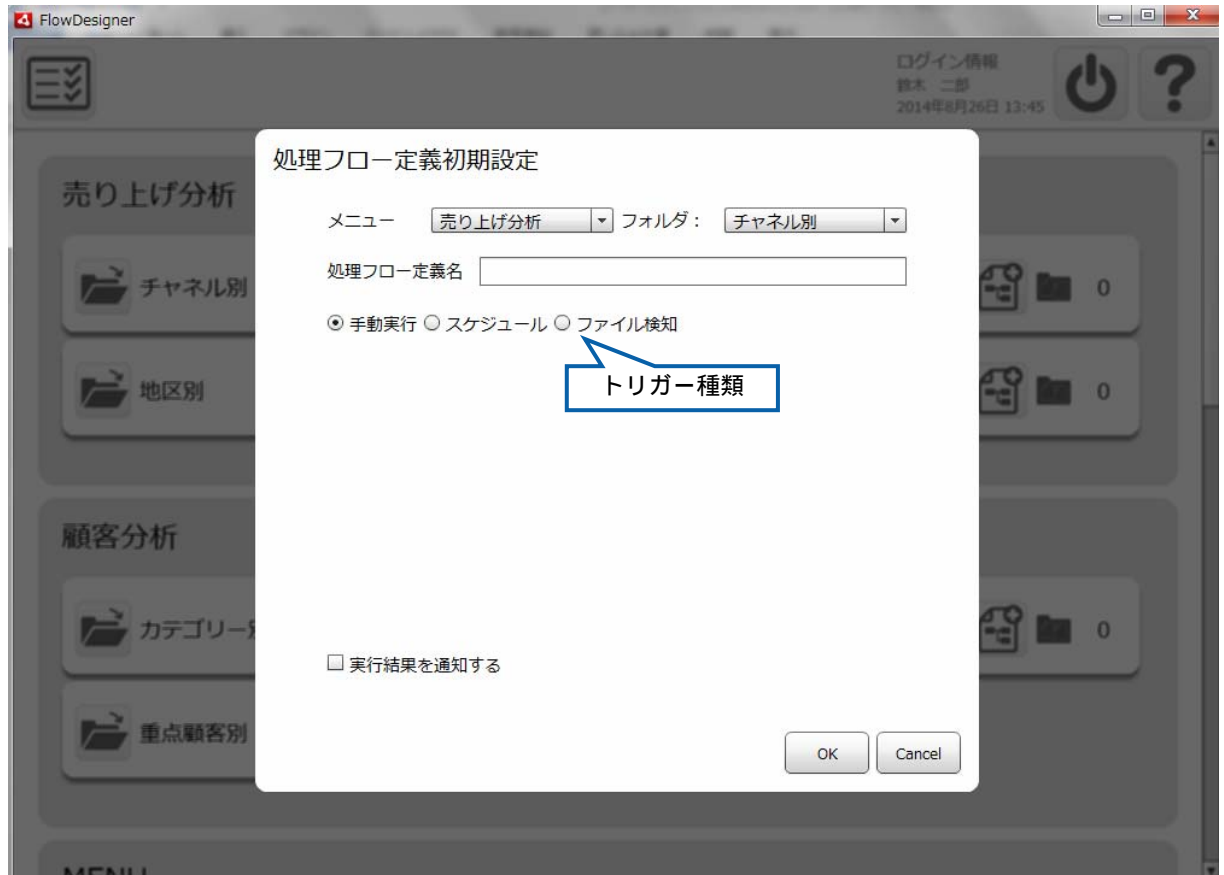 FlowDesigner
ログイン情報
鈴木 二郎
2014年8月26日 13:45
処理フロー定義初期設定
売り上げ分析
メニュー 売り上げ分析 フォルダ： チャネル別
処理フロー定義名
チャネル別 0
手動実行 スケジュール ファイル検知
トリガー種類
地区別 0
顧客分析
カテゴリー別 0
実行結果を通知する
重点顧客別
OK Cancel
MENU